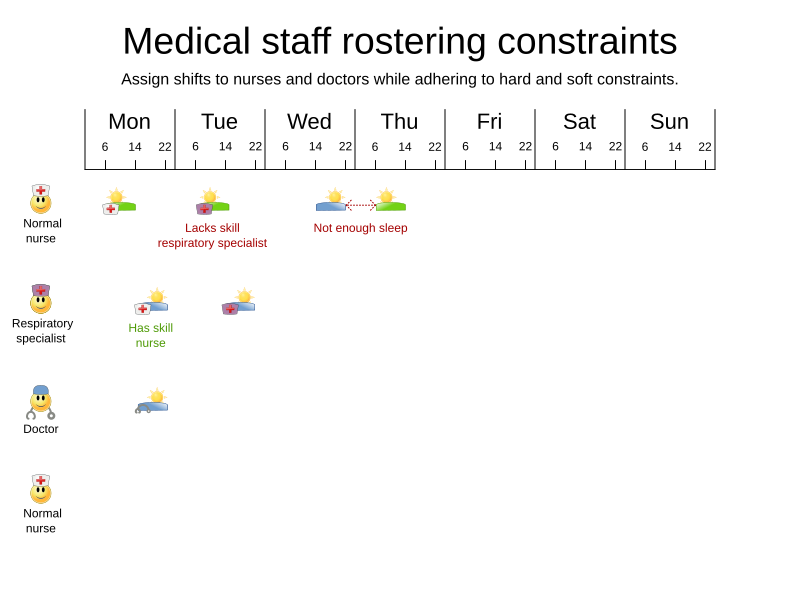 Medical staff rostering constraints
Assign shifts to nurses and doctors while adhering to hard and soft constraints.
Mon Tue Wed Thu Fri Sat Sun
6 14 22 6 14 22 6 14 22 6 14 22 6 14 22 6 14 22 6 14 22
Normal
nurse
Lacks skill
respiratory specialist
Not enough sleep
Respiratory
specialist
Has skill
nurse
Doctor
Normal
nurse